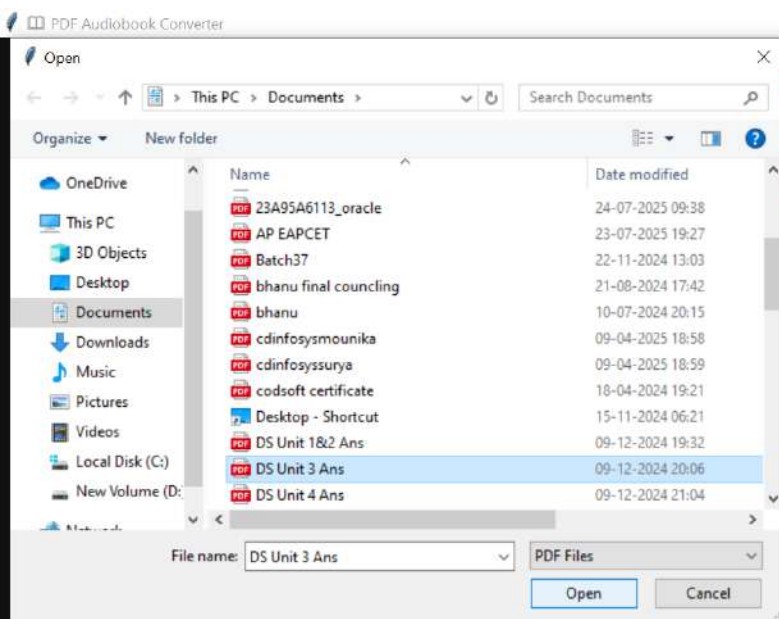 PDF Audiobook Converter
Open
This PC > Documents >
Search Documents
Organize
New folder
Name
Date modified
OneDrive
This PC
3D Objects
Desktop
Documents
Downloads
Music
Pictures
Videos
Local Disk (C:)
New Volume (D:
23A95A6113_oracle 24-07-2025 09:38
AP EAPCET 23-07-2025 19:27
Batch37 22-11-2024 13:03
bhanu final councling 21-08-2024 17:42
bhanu 10-07-2024 20:15
cdinfosysmounika 09-04-2025 18:58
cdinfosyssurya 09-04-2025 18:59
codsoft certificate 18-04-2024 19:21
Desktop - Shortcut 15-11-2024 06:21
DS Unit 1&2 Ans 09-12-2024 19:32
DS Unit 3 Ans 09-12-2024 20:06
DS Unit 4 Ans 09-12-2024 21:04
File name: DS Unit 3 Ans
PDF Files
Open
Cancel